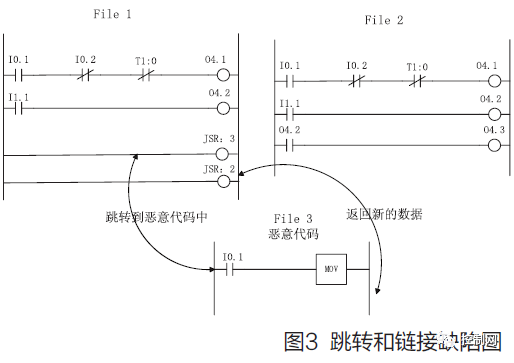 File 1
I0.1 I0.2 T1:0 O4.1
I1.1 O4.2
JSR: 3
JSR: 2
File 2
I0.1 I0.2 T1:0 O4.1
I1.1 O4.2
O4.2 O4.3
跳转到恶意代码中
返回新的数据
File 3
恶意代码
I0.1
MOV
图3 跳转和链接缺陷图